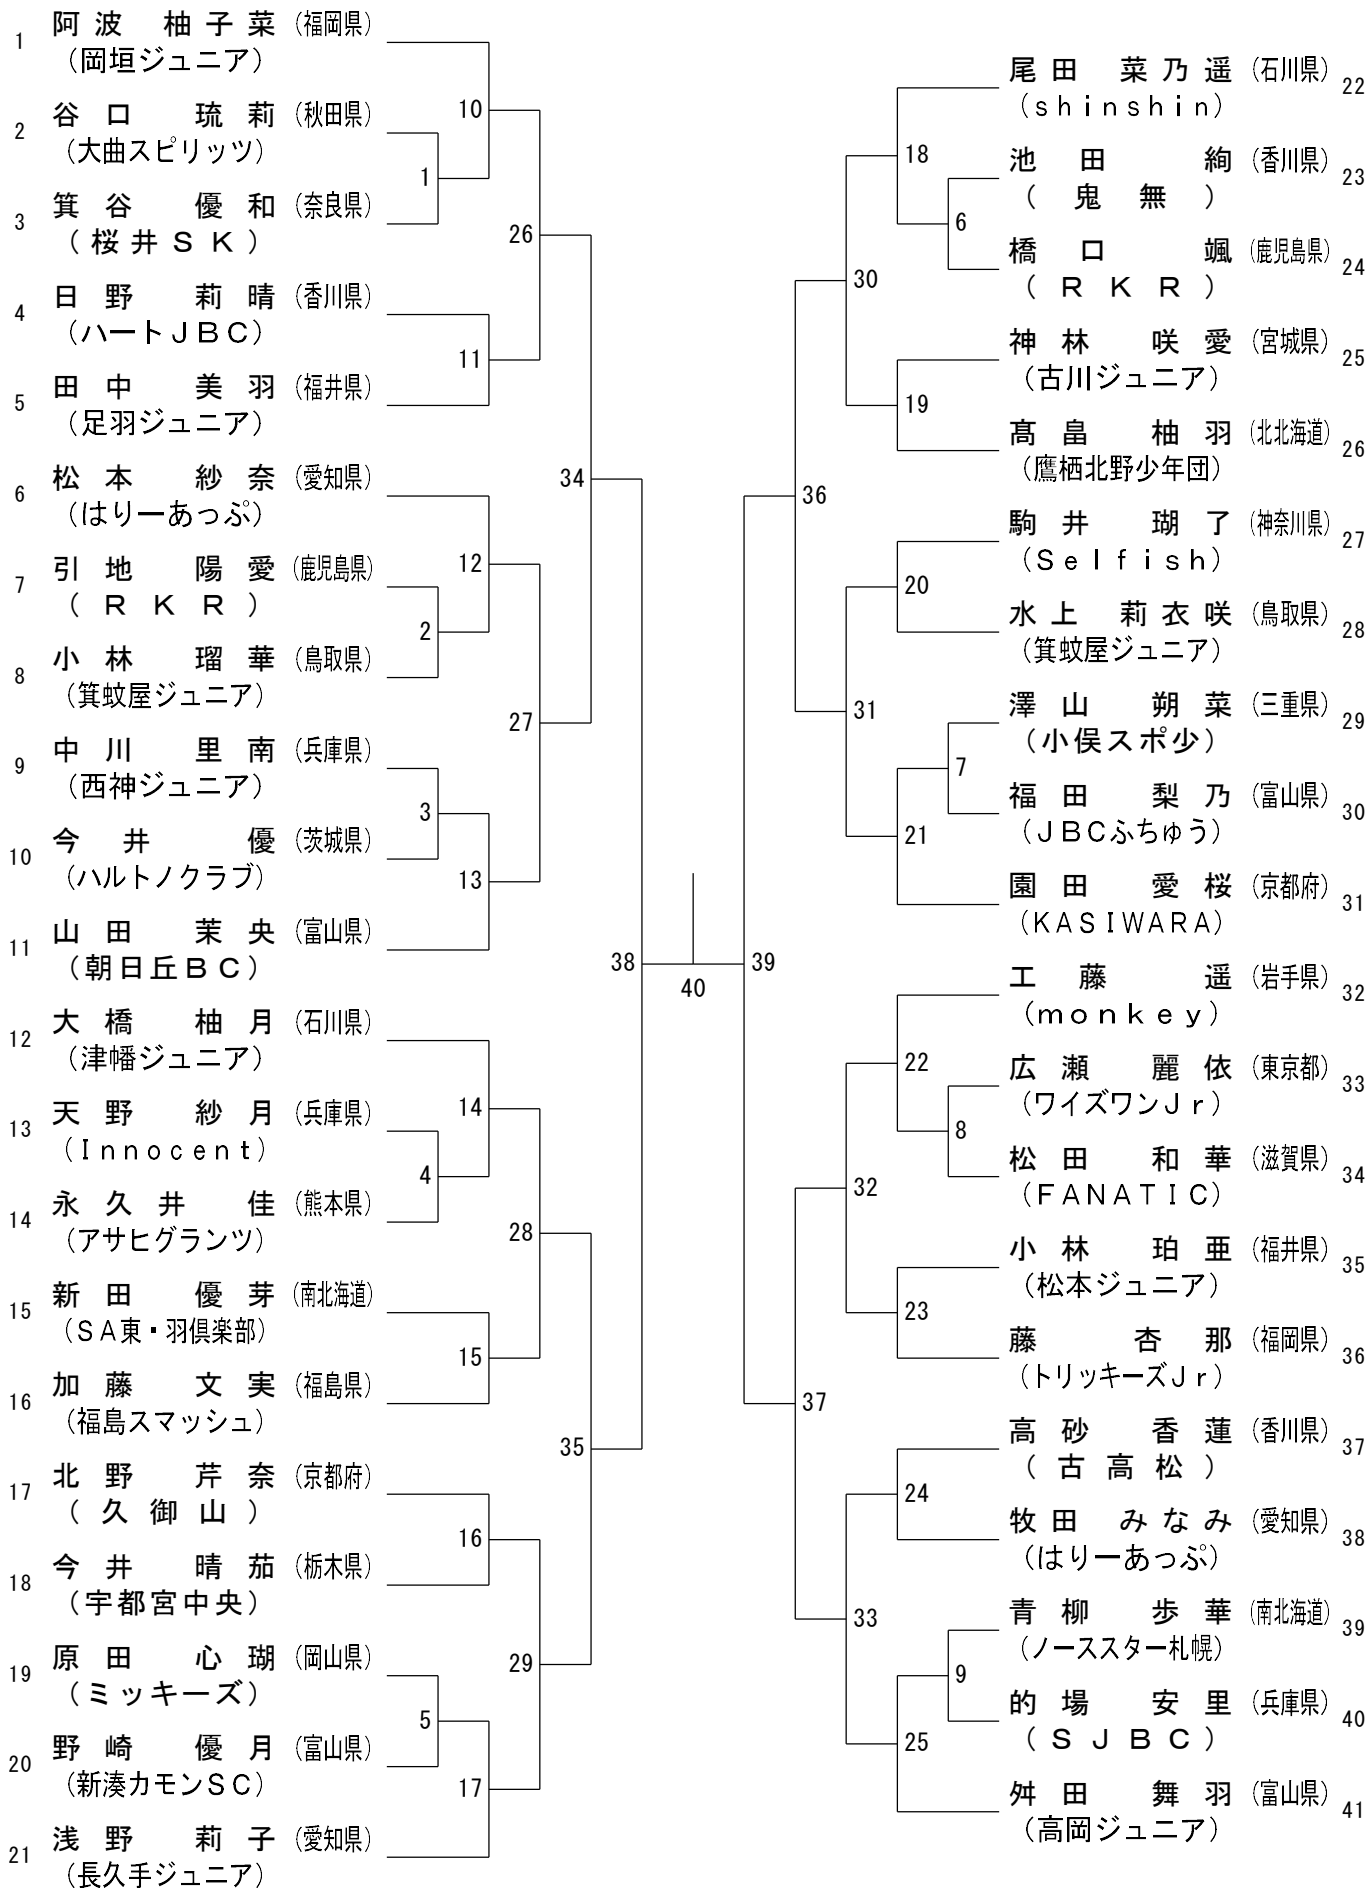 1 阿波 柚子菜 (福岡県)
(岡垣ジュニア)
2 谷口 琉莉 (秋田県)
(大曲スピリッツ)
3 箕谷 優和 (奈良県)
(桜井SK)
4 日野 莉晴 (香川県)
(ハートJBC)
5 田中 美羽 (福井県)
(足羽ジュニア)
6 松本 紗奈 (愛知県)
(はりーあっぷ)
7 引地 陽愛 (鹿児島県)
(RKR)
8 小林 瑠華 (鳥取県)
(箕蚊屋ジュニア)
9 中川 里南 (兵庫県)
(西神ジュニア)
10 今井 優 (茨城県)
(ハルトノクラブ)
11 山田 茉央 (富山県)
(朝日丘BC)
12 大橋 柚月 (石川県)
(津幡ジュニア)
13 天野 紗月 (兵庫県)
(Innocent)
14 永久井 佳 (熊本県)
(アサヒグランツ)
15 新田 優芽 (南北海道)
(SA東・羽倶楽部)
16 加藤 文実 (福島県)
(福島スマッシュ)
17 北野 芹奈 (京都府)
(久御山)
18 今井 晴茄 (栃木県)
(宇都宮中央)
19 原田 心瑚 (岡山県)
(ミッキーズ)
20 野崎 優月 (富山県)
(新湊カモンSC)
21 浅野 莉子 (愛知県)
(長久手ジュニア)
1
2
3
4
5
10
11
12
13
14
15
16
17
26
27
28
29
34
35
38
40
39
36
37
30
31
32
33
18
19
20
21
22
23
24
25
6
7
8
9
尾田 菜乃遥 (石川県) 22
(shinshin)
池田 絢 (香川県) 23
(鬼無)
橋口 颯 (鹿児島県) 24
(RKR)
神林 咲愛 (宮城県) 25
(古川ジュニア)
髙畠 柚羽 (北北海道) 26
(鷹栖北野少年団)
駒井 瑚了 (神奈川県) 27
(Selfish)
水上 莉衣咲 (鳥取県) 28
(箕蚊屋ジュニア)
澤山 朔菜 (三重県) 29
(小俣スポ少)
福田 梨乃 (富山県) 30
(JBCふちゅう)
園田 愛桜 (京都府) 31
(KASIWARA)
工藤 遥 (岩手県) 32
(monkey)
広瀬 麗依 (東京都) 33
(ワイズワンJr)
松田 和華 (滋賀県) 34
(FANATIC)
小林 珀亜 (福井県) 35
(松本ジュニア)
藤 杏那 (福岡県) 36
(トリッキーズJr)
高砂 香蓮 (香川県) 37
(古高松)
牧田 みなみ (愛知県) 38
(はりーあっぷ)
青柳 歩華 (南北海道) 39
(ノーススター札幌)
的場 安里 (兵庫県) 40
(SJBC)
舛田 舞羽 (富山県) 41
(高岡ジュニア)